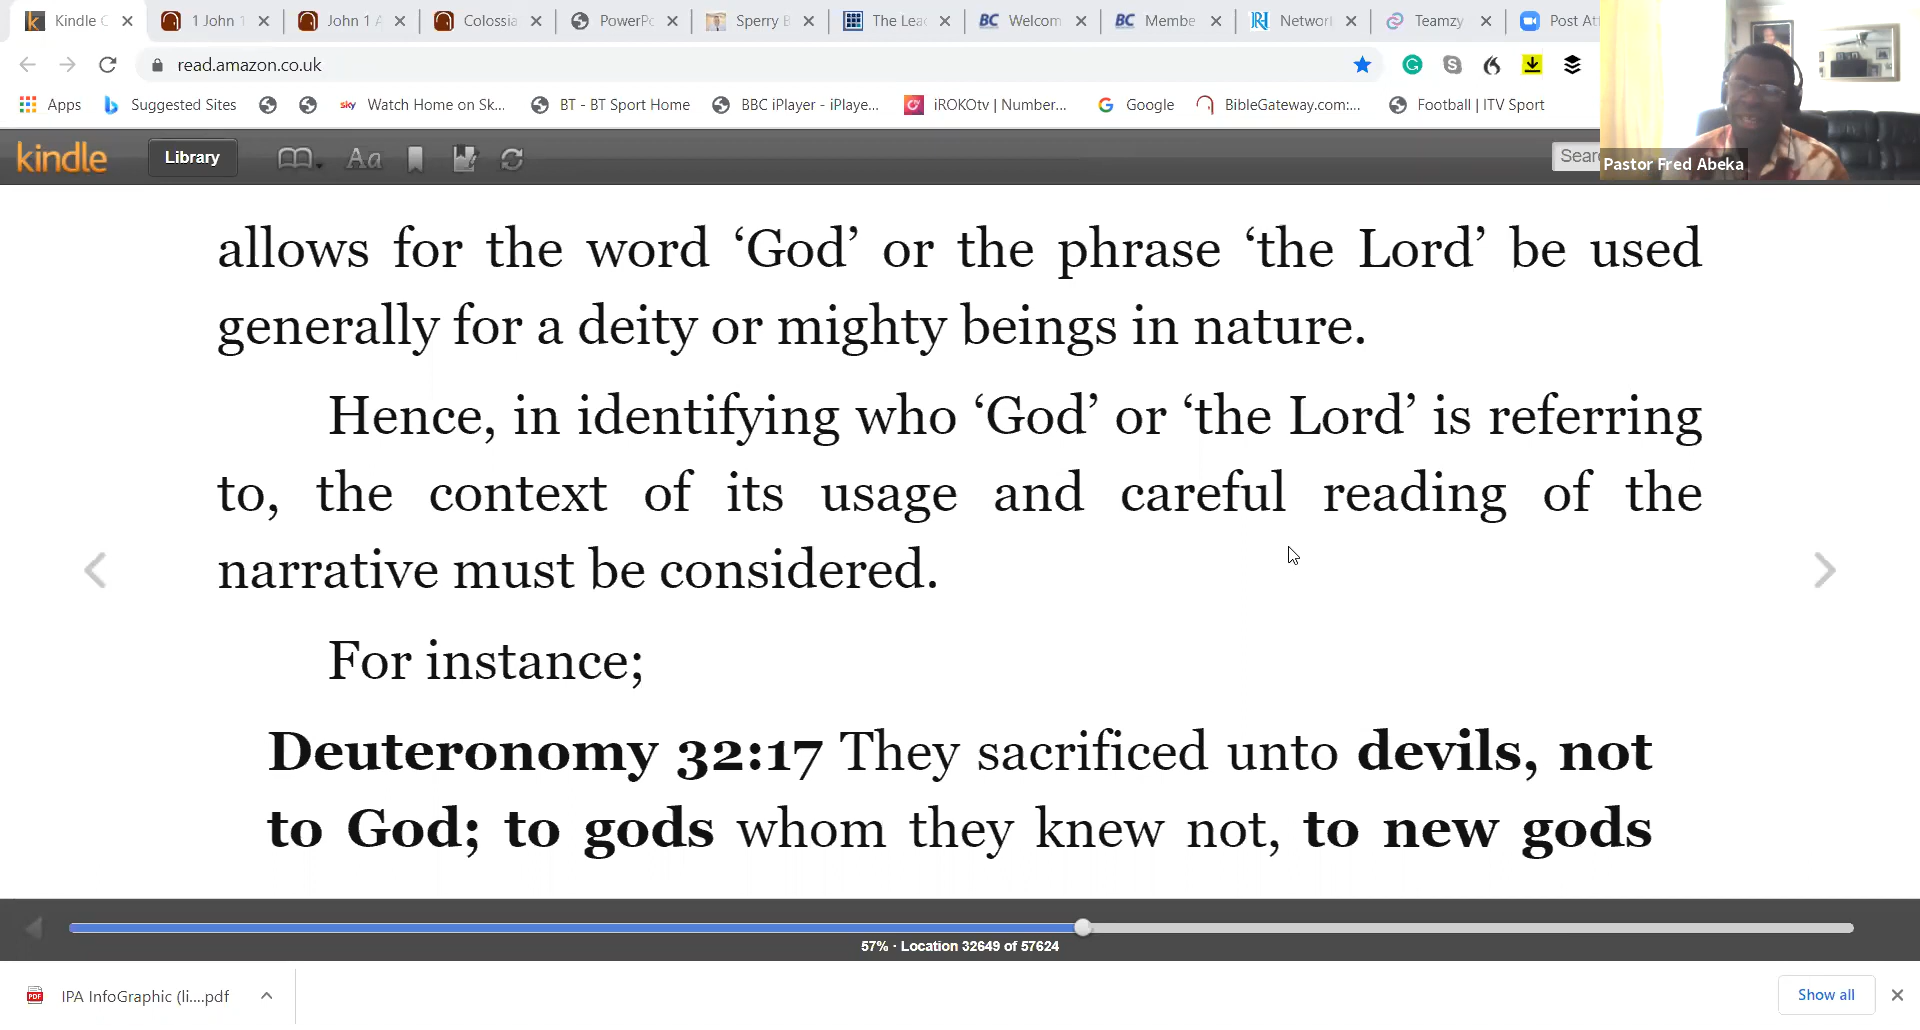 Kindle C
1 John 1
John 1 A
Colossia
PowerPo
Sperry B
The Lea
BC Welcom
BC Membe
Networ
Teamzy
Post Att
read.amazon.co.uk
Apps
Suggested Sites
sky Watch Home on Sk...
BT - BT Sport Home
BBC iPlayer - iPlaye...
iROKOtv | Number...
Google
BibleGateway.com:...
Football | ITV Sport
kindle
Library
Aa
Sear
Pastor Fred Abeka
allows for the word ‘God’ or the phrase ‘the Lord’ be used
generally for a deity or mighty beings in nature.
Hence, in identifying who ‘God’ or ‘the Lord’ is referring
to, the context of its usage and careful reading of the
narrative must be considered.
For instance;
Deuteronomy 32:17 They sacrificed unto devils, not
to God; to gods whom they knew not, to new gods
57% · Location 32649 of 57624
IPA InfoGraphic (li....pdf
Show all